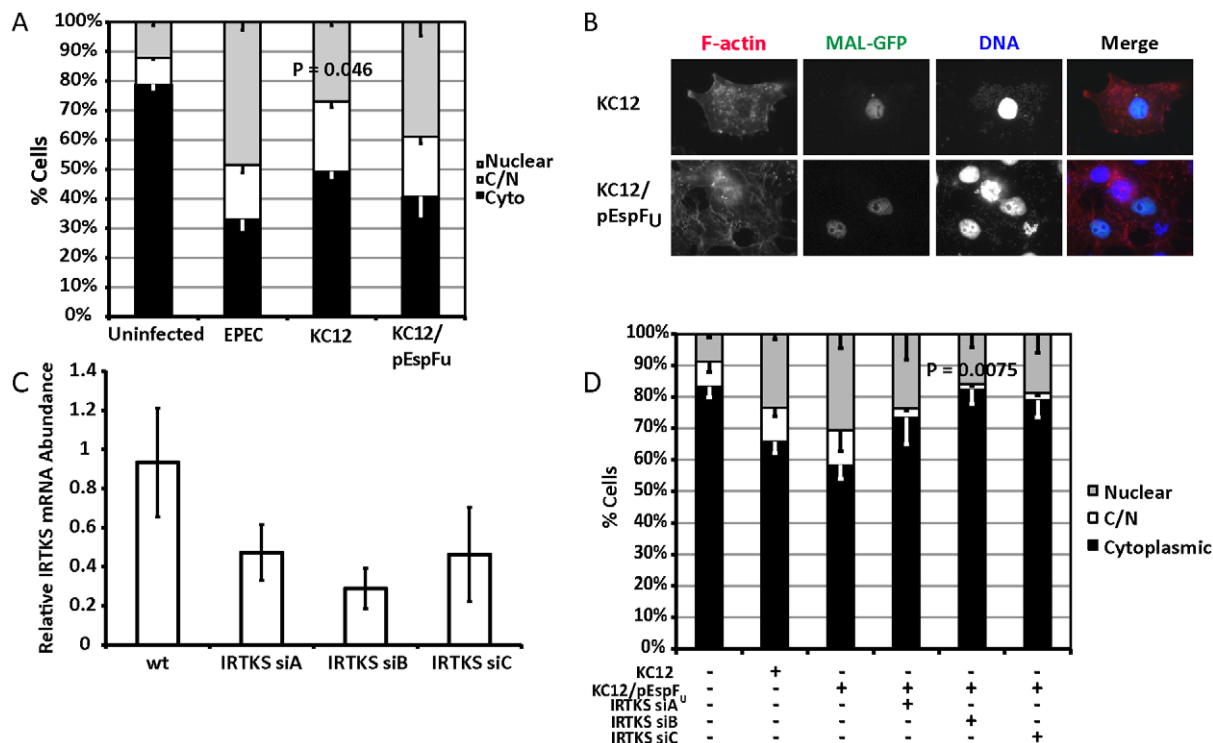 A
100%
90%
80%
70%
60%
50%
40%
30%
20%
10%
0%
% Cells
P = 0.046
Nuclear
C/N
Cyto
Uninfected EPEC KC12 KC12/
pEspFu
B
F-actin MAL-GFP DNA Merge
KC12
KC12/
pEspFU
C
1.4
1.2
1
0.8
0.6
0.4
0.2
0
Relative IRTKS mRNA Abundance
wt IRTKS siA IRTKS siB IRTKS siC
D
100%
90%
80%
70%
60%
50%
40%
30%
20%
10%
0%
% Cells
P = 0.0075
Nuclear
C/N
Cytoplasmic
KC12 - + - - - -
KC12/pEspFU - - + + + +
IRTKS siA - - - + - -
IRTKS siB - - - - + -
IRTKS siC - - - - - +